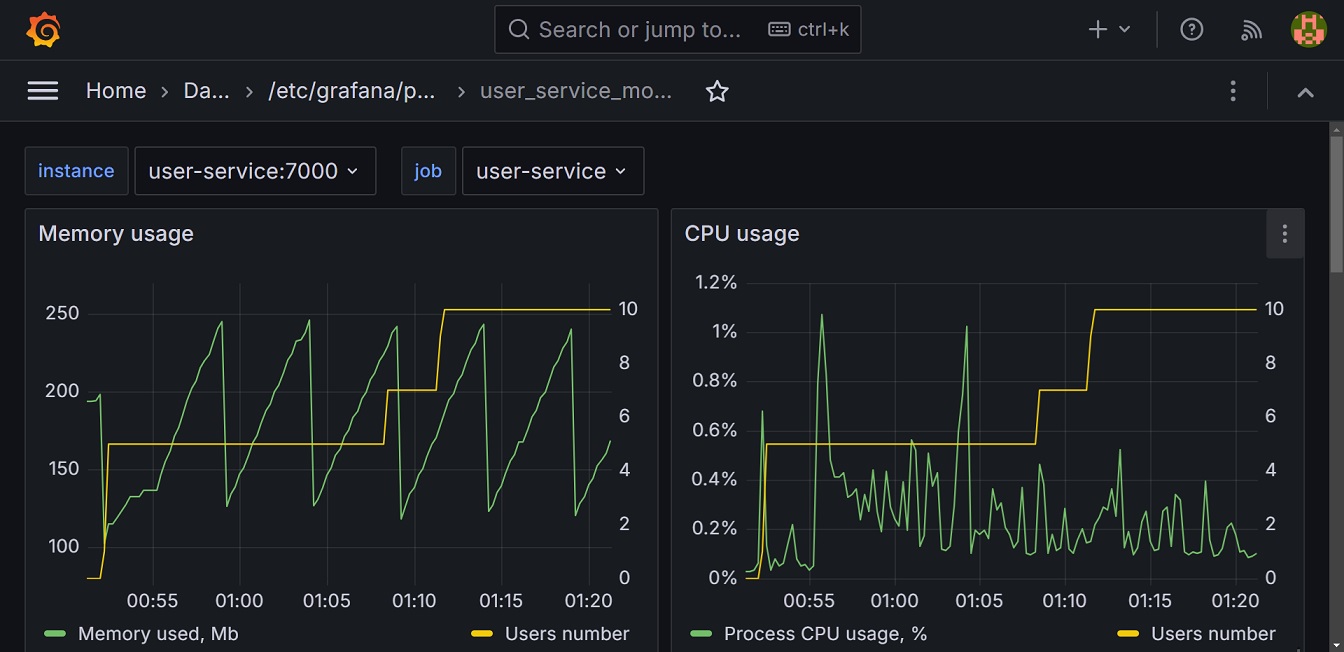 Search or jump to... ctrl+k
Home › Da... › /etc/grafana/p... › user_service_mo...
instance user-service:7000 job user-service
Memory usage
250
200
150
100
10
8
6
4
2
0
00:55 01:00 01:05 01:10 01:15 01:20
Memory used, Mb Users number
CPU usage
1.2%
1%
0.8%
0.6%
0.4%
0.2%
0%
10
8
6
4
2
0
00:55 01:00 01:05 01:10 01:15 01:20
Process CPU usage, % Users number